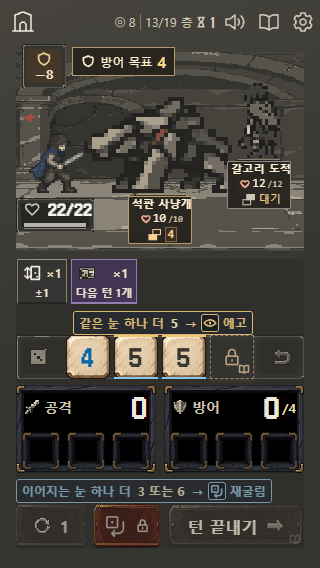 8 13/19 층 1
-8 방어 목표 4
22/22
석판 사냥개
10/10
4
갈고리 도적
12/12
대기
×1
±1
×1
다음 턴 1개
같은 눈 하나 더 5 → 예고
4 5 5
공격 0
방어 0/4
이어지는 눈 하나 더 3 또는 6 → 재굴림
1
턴 끝내기